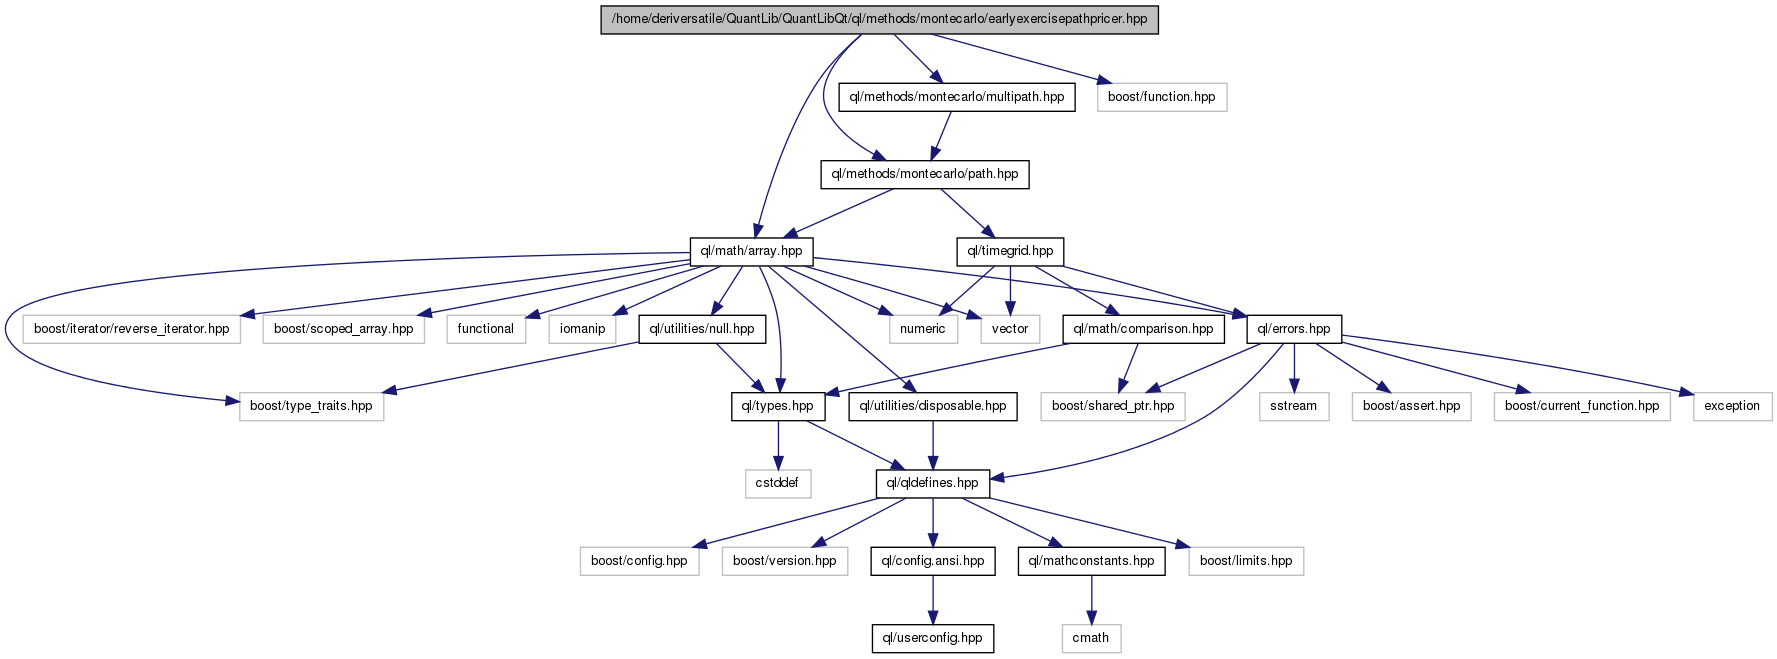 /home/deriversatile/QuantLib/QuantLibQt/ql/methods/montecarlo/earlyexercisepathpricer.hpp
ql/methods/montecarlo/multipath.hpp
boost/function.hpp
ql/methods/montecarlo/path.hpp
ql/math/array.hpp
ql/timegrid.hpp
boost/iterator/reverse_iterator.hpp
boost/scoped_array.hpp
functional
iomanip
ql/utilities/null.hpp
numeric
vector
ql/math/comparison.hpp
ql/errors.hpp
boost/type_traits.hpp
ql/types.hpp
ql/utilities/disposable.hpp
boost/shared_ptr.hpp
sstream
boost/assert.hpp
boost/current_function.hpp
exception
cstddef
ql/qldefines.hpp
boost/config.hpp
boost/version.hpp
ql/config.ansi.hpp
ql/mathconstants.hpp
boost/limits.hpp
ql/userconfig.hpp
cmath